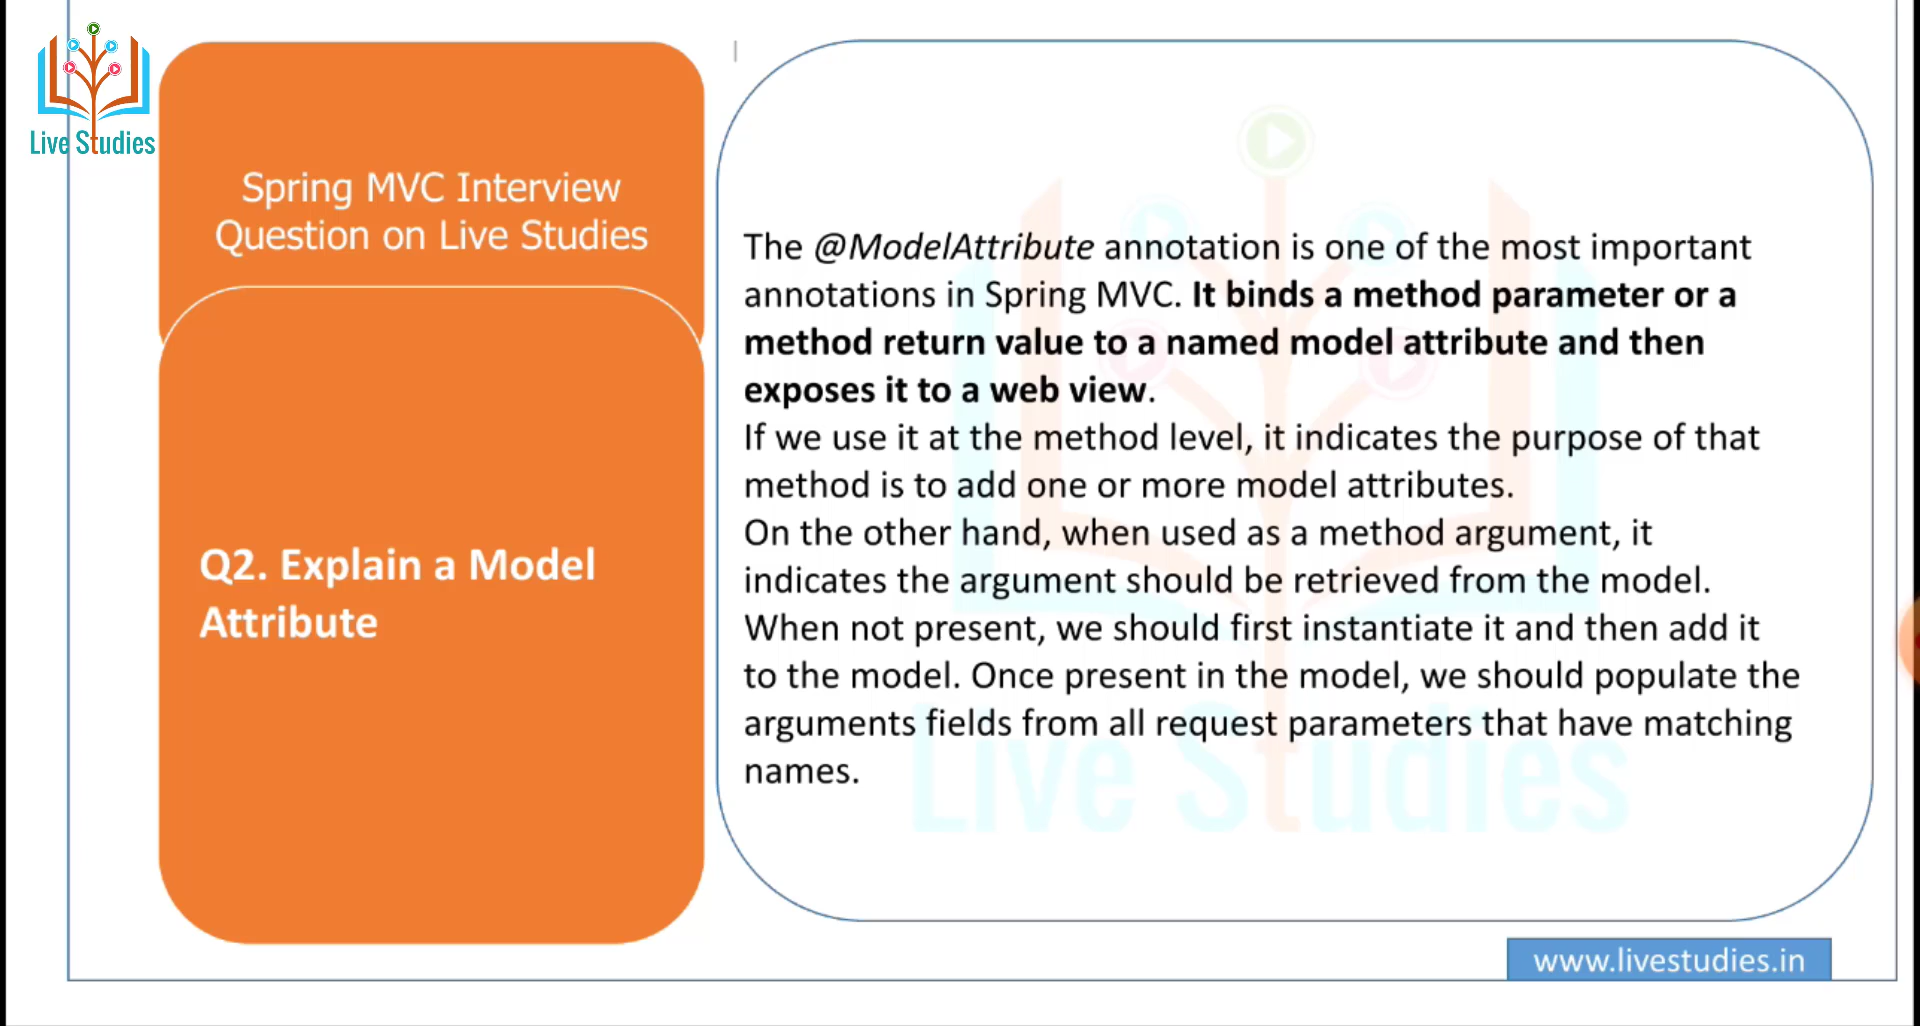 Live Studies
Spring MVC Interview
Question on Live Studies
Q2. Explain a Model
Attribute
The @ModelAttribute annotation is one of the most important
annotations in Spring MVC. It binds a method parameter or a
method return value to a named model attribute and then
exposes it to a web view.
If we use it at the method level, it indicates the purpose of that
method is to add one or more model attributes.
On the other hand, when used as a method argument, it
indicates the argument should be retrieved from the model.
When not present, we should first instantiate it and then add it
to the model. Once present in the model, we should populate the
arguments fields from all request parameters that have matching
names.
Live Studies
www.livestudies.in